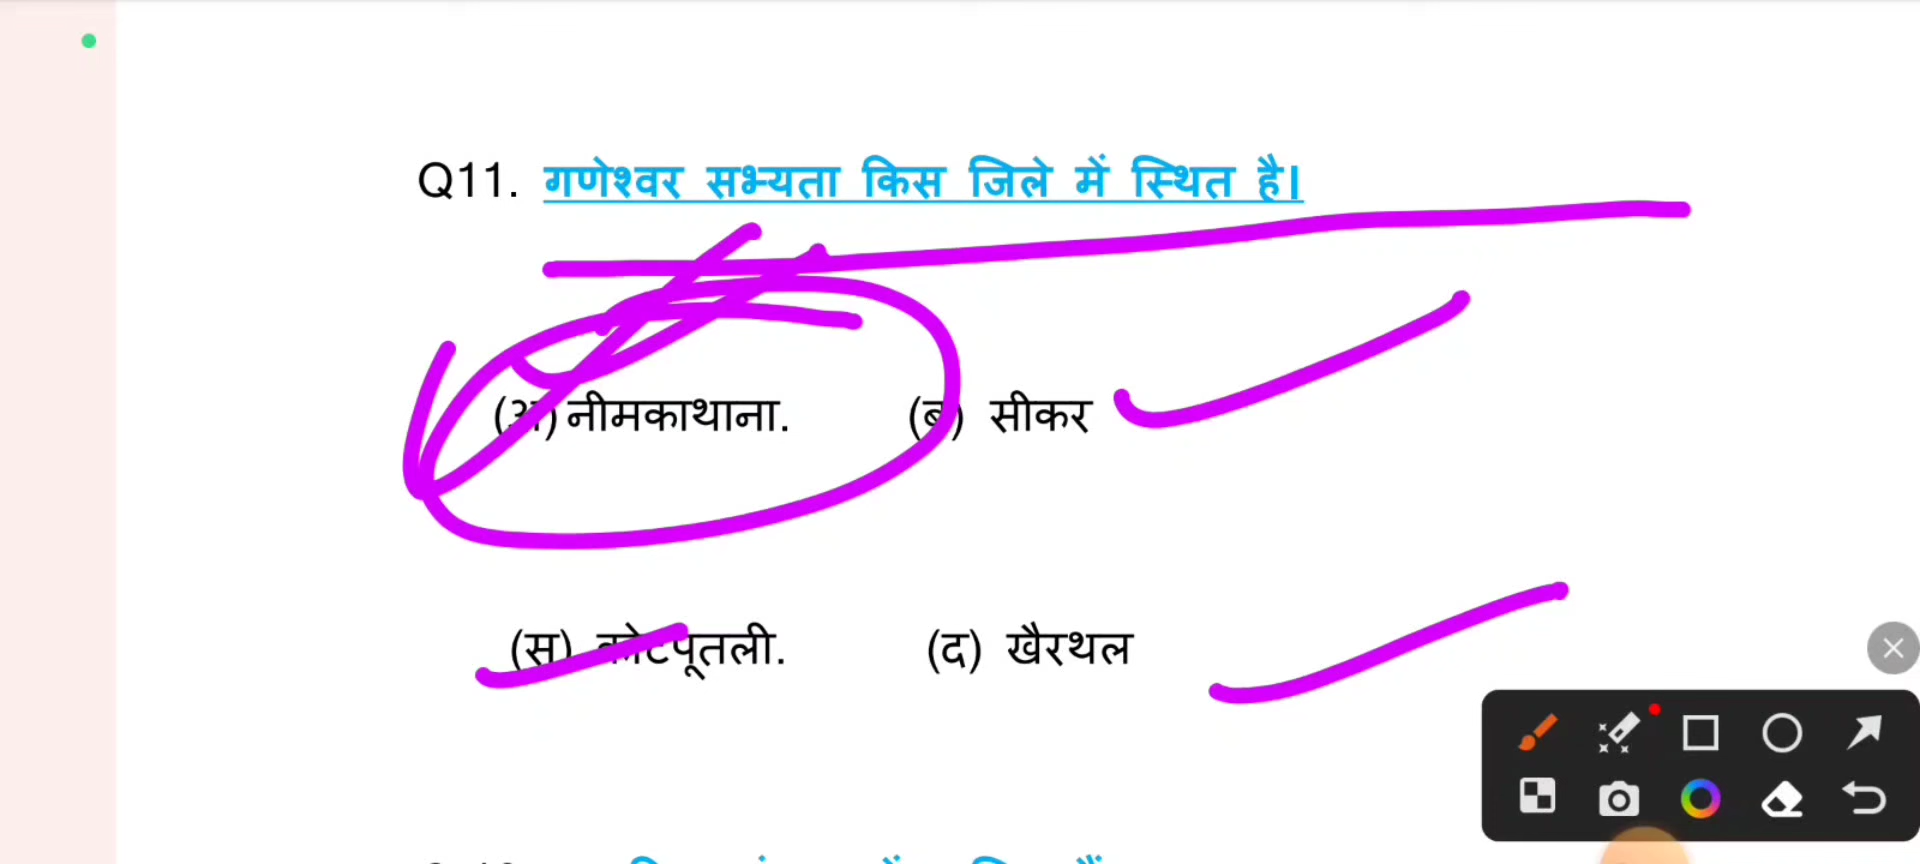 Q11. गणेश्वर सभ्यता किस जिले में स्थित है।
(अ) नीमकाथाना. (ब) सीकर
(स) कोटपूतली. (द) खैरथल